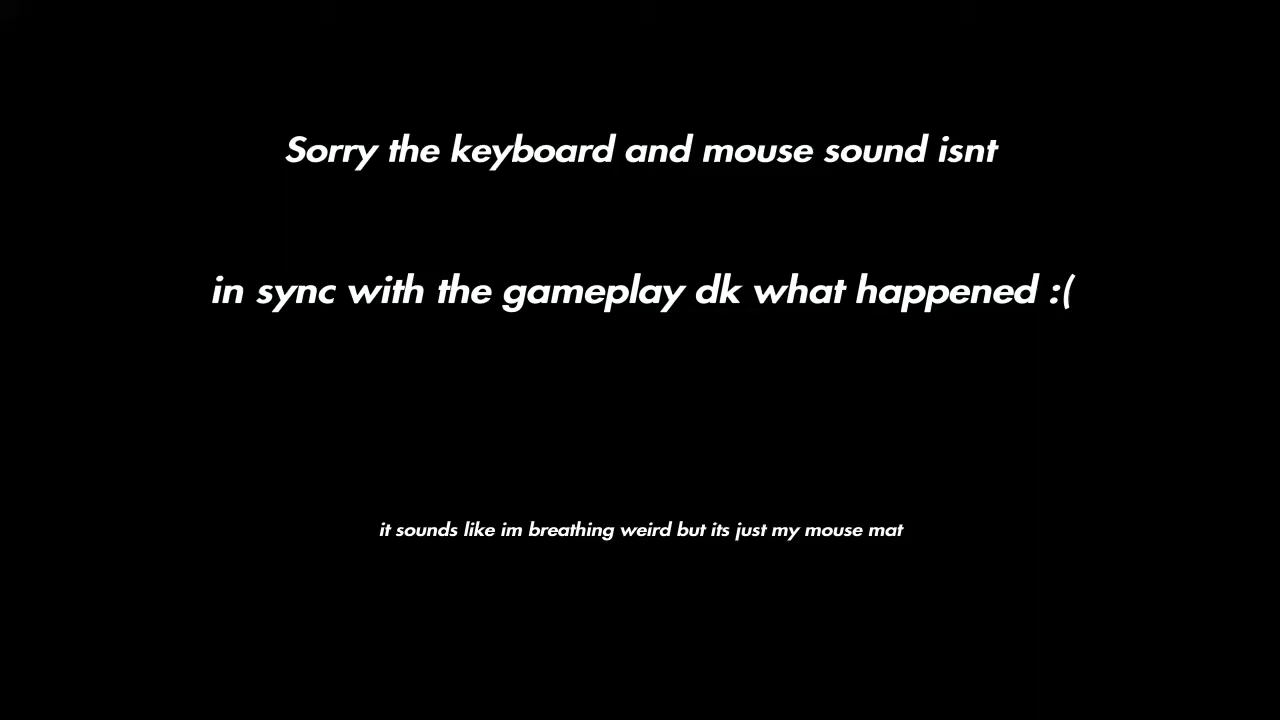 Sorry the keyboard and mouse sound isnt
in sync with the gameplay dk what happened :(
it sounds like im breathing weird but its just my mouse mat